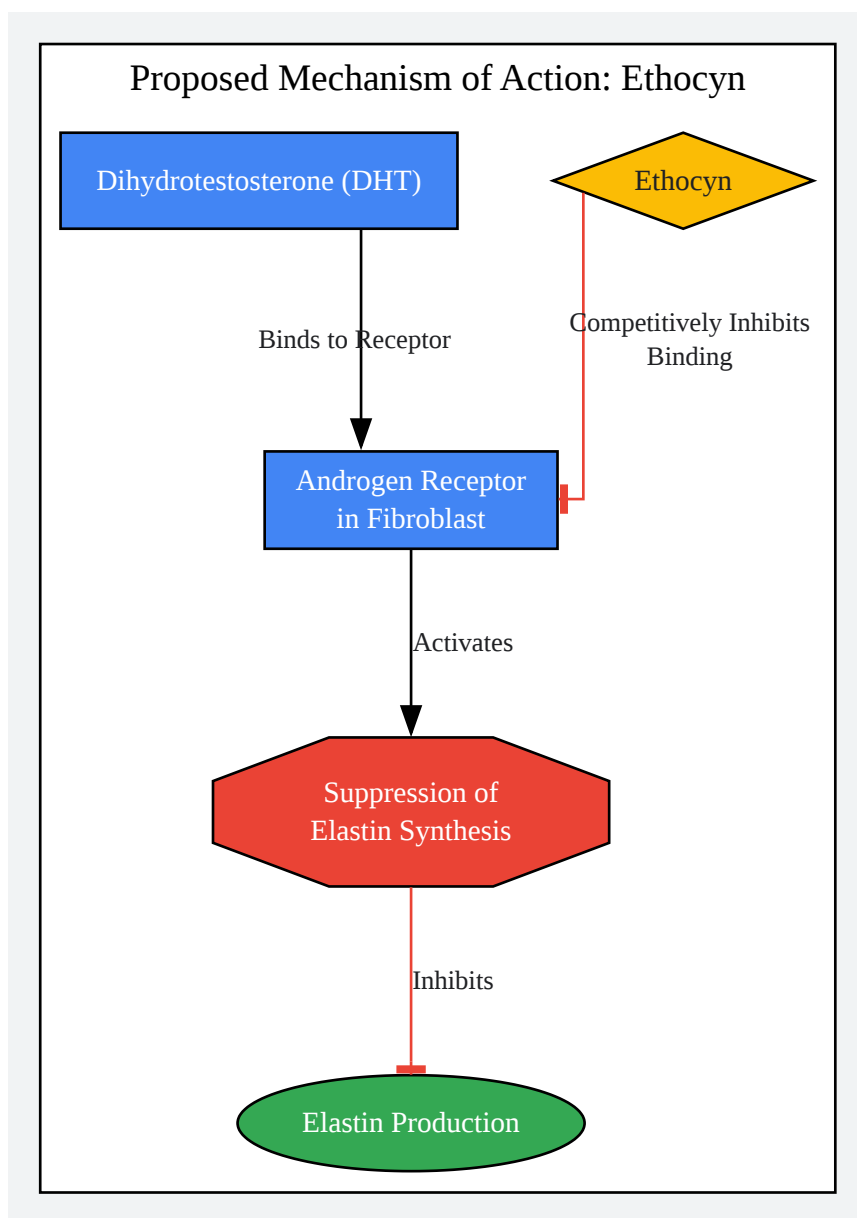 Proposed Mechanism of Action: Ethocyn
Dihydrotestosterone (DHT)
Ethocyn
Binds to Receptor
Competitively Inhibits
Binding
Androgen Receptor
in Fibroblast
Activates
Suppression of
Elastin Synthesis
Inhibits
Elastin Production